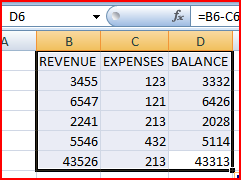 D6 fx =B6-C6
A B C D
REVENUE EXPENSES BALANCE
3455 123 3332
6547 121 6426
2241 213 2028
5546 432 5114
43526 213 43313